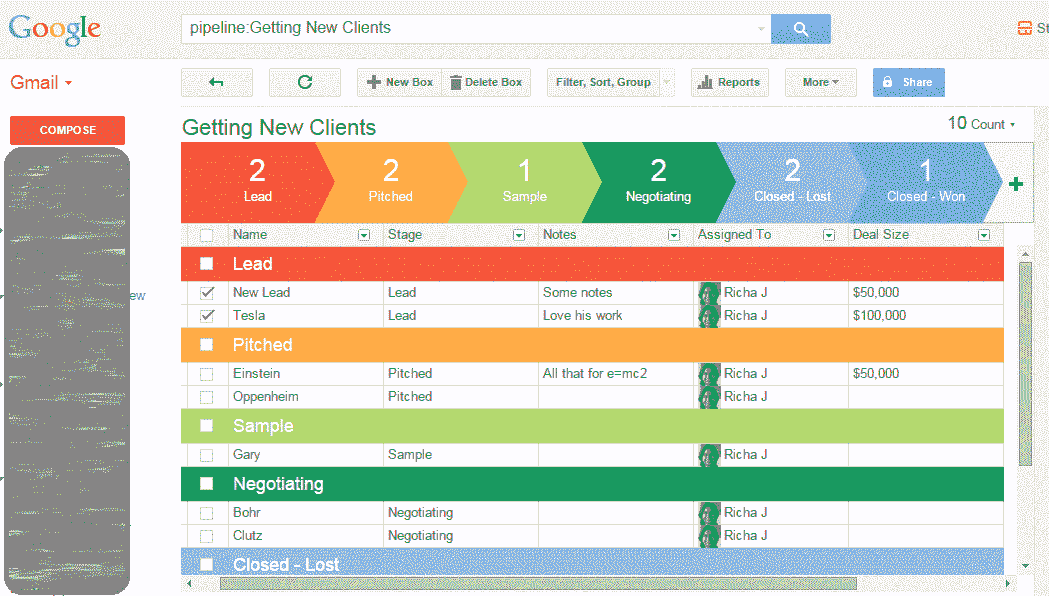 Google
pipeline:Getting New Clients
St
Gmail
New Box Delete Box Filter, Sort, Group Reports More Share
COMPOSE
Getting New Clients
10 Count
2 2 1 2 2 1
Lead Pitched Sample Negotiating Closed - Lost Closed - Won
Name Stage Notes Assigned To Deal Size
Lead
New Lead Lead Some notes Richa J $50,000
ew
Tesla Lead Love his work Richa J $100,000
Pitched
Einstein Pitched All that for e=mc2 Richa J $50,000
Oppenheim Pitched Richa J
Sample
Gary Sample Richa J
Negotiating
Bohr Negotiating Richa J
Clutz Negotiating Richa J
Closed - Lost